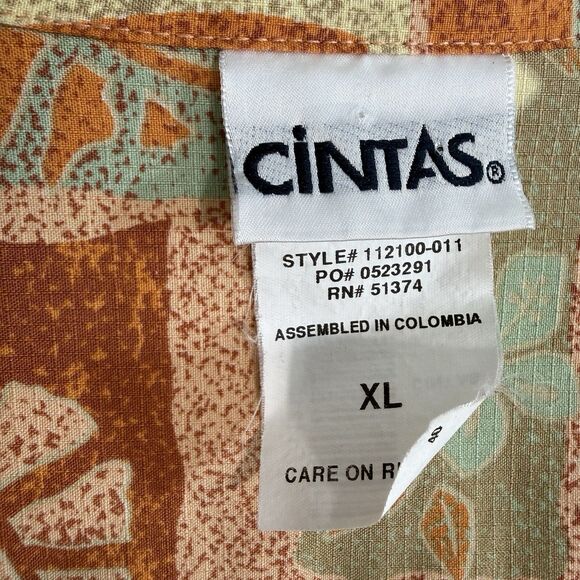 CiNTAS®
STYLE# 112100-011
PO# 0523291
RN# 51374
ASSEMBLED IN COLOMBIA
XL
CARE ON